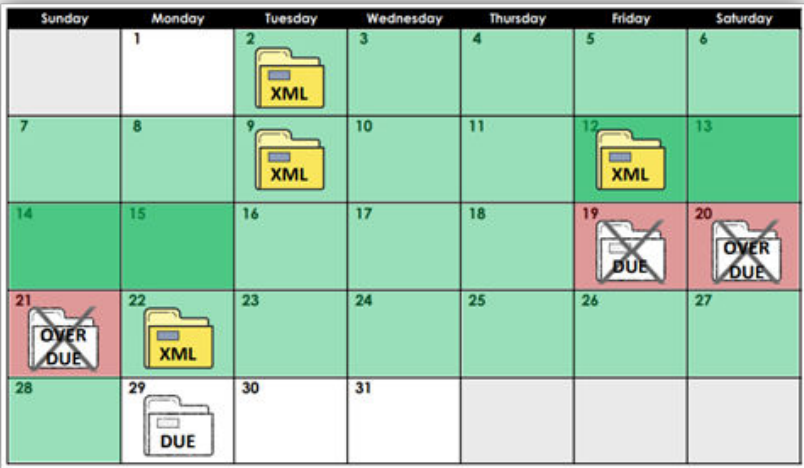 Sunday Monday Tuesday Wednesday Thursday Friday Saturday
1 2 3 4 5 6
XML
7 8 9 10 11 12 13
XML XML
14 15 16 17 18 19 20
DUE OVER DUE
21 22 23 24 25 26 27
OVER DUE XML
28 29 30 31
DUE